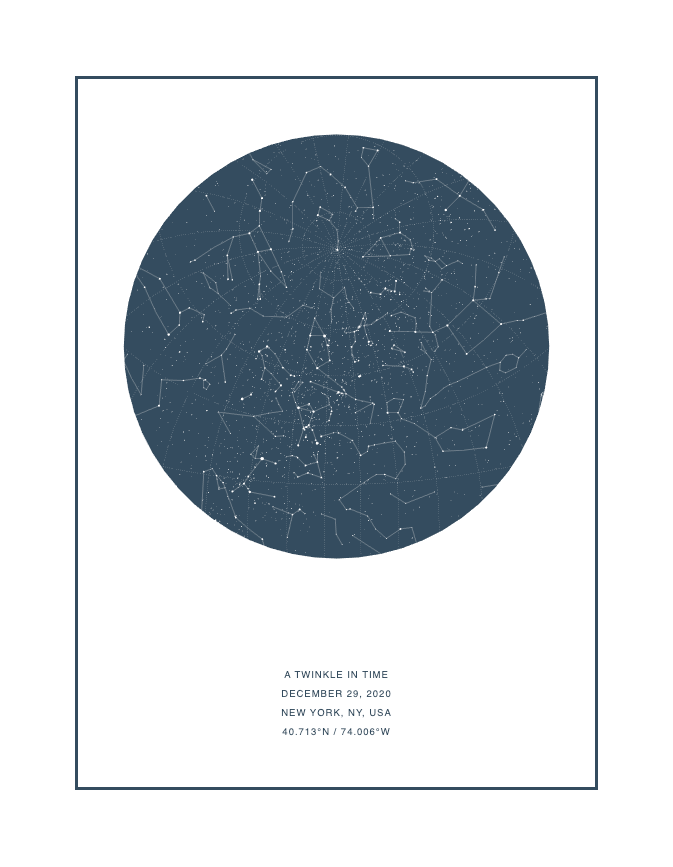 A TWINKLE IN TIME
DECEMBER 29, 2020
NEW YORK, NY, USA
40.713°N / 74.006°W